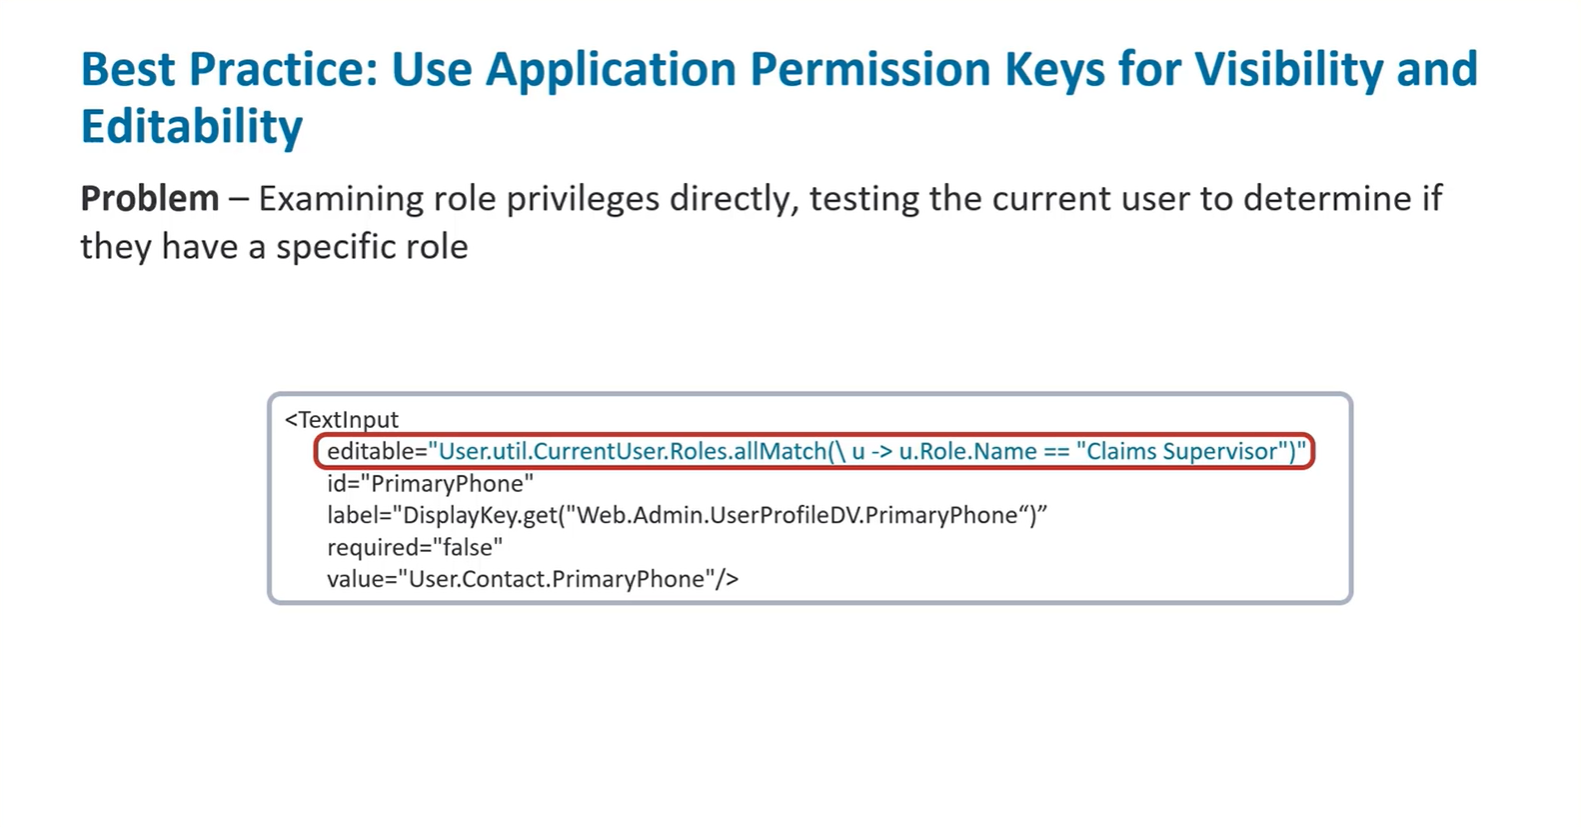 Best Practice: Use Application Permission Keys for Visibility and
Editability
Problem – Examining role privileges directly, testing the current user to determine if
they have a specific role
<TextInput
editable="User.util.CurrentUser.Roles.allMatch(\ u -> u.Role.Name == "Claims Supervisor")"
id="PrimaryPhone"
label="DisplayKey.get("Web.Admin.UserProfileDV.PrimaryPhone“)”
required="false"
value="User.Contact.PrimaryPhone"/>